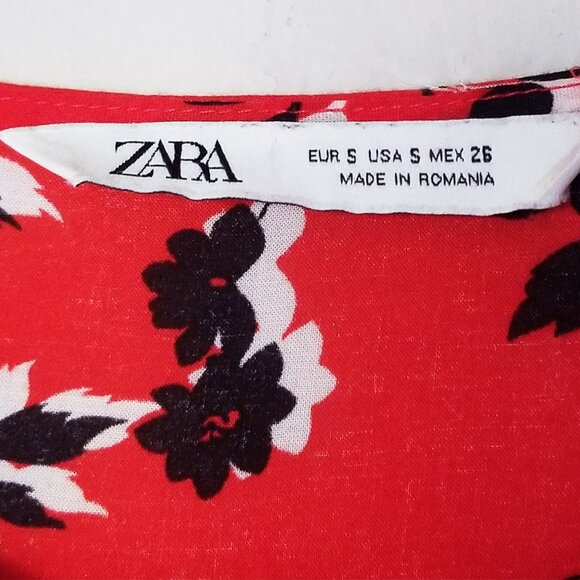 ZARA
EUR S USA S MEX 26
MADE IN ROMANIA